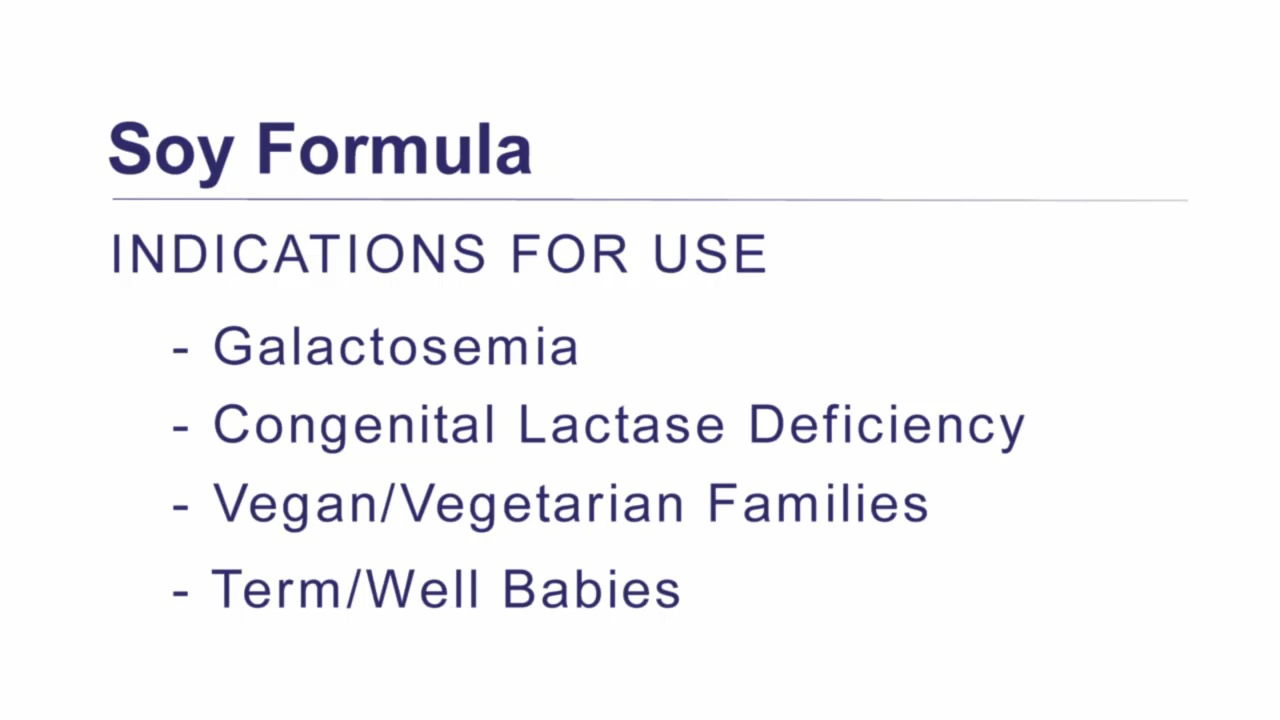 Soy Formula
INDICATIONS FOR USE
- Galactosemia
- Congenital Lactase Deficiency
- Vegan/Vegetarian Families
- Term/Well Babies